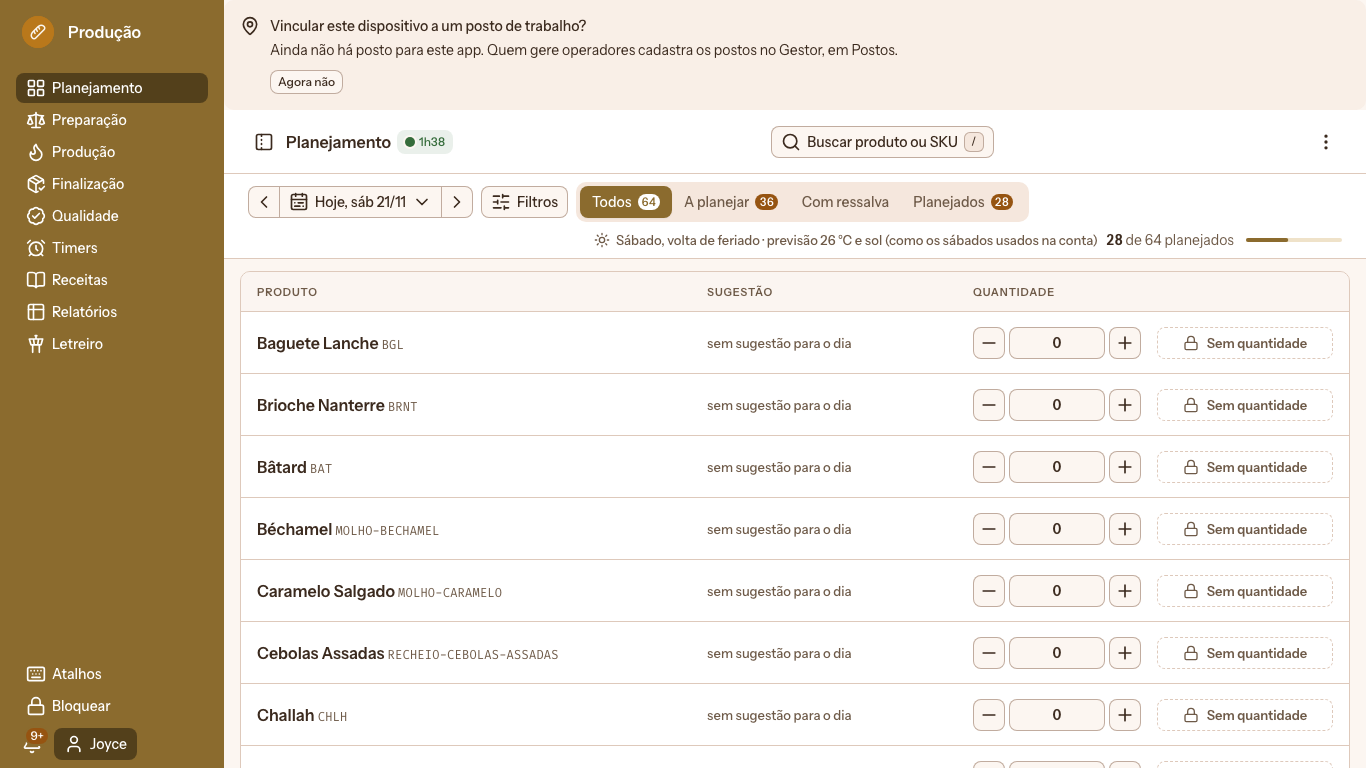 Produção
Planejamento
Preparação
Produção
Finalização
Qualidade
Timers
Receitas
Relatórios
Letreiro
Atalhos
Bloquear
9+
Joyce
Vincular este dispositivo a um posto de trabalho?
Ainda não há posto para este app. Quem gere operadores cadastra os postos no Gestor, em Postos.
Agora não
Planejamento 1h38
Buscar produto ou SKU /
Hoje, sáb 21/11
Filtros
Todos 64
A planejar 36
Com ressalva
Planejados 28
Sábado, volta de feriado · previsão 26 °C e sol (como os sábados usados na conta) 28 de 64 planejados
PRODUTO SUGESTÃO QUANTIDADE
Baguete Lanche BGL sem sugestão para o dia 0 Sem quantidade
Brioche Nanterre BRNT sem sugestão para o dia 0 Sem quantidade
Bâtard BAT sem sugestão para o dia 0 Sem quantidade
Béchamel MOLHO-BECHAMEL sem sugestão para o dia 0 Sem quantidade
Caramelo Salgado MOLHO-CARAMELO sem sugestão para o dia 0 Sem quantidade
Cebolas Assadas RECHEIO-CEBOLAS-ASSADAS sem sugestão para o dia 0 Sem quantidade
Challah CHLH sem sugestão para o dia 0 Sem quantidade